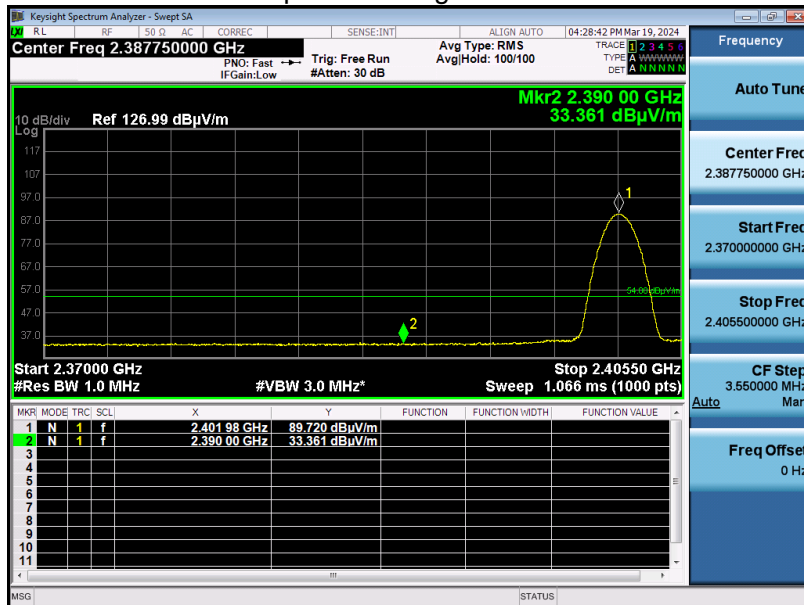 Keysight Spectrum Analyzer - Swept SA
LXI RL RF 50 Ω AC CORREC SENSE:INT ALIGN AUTO 04:28:42 PM Mar 19, 2024
Center Freq 2.387750000 GHz
PNO: Fast
IFGain:Low
Trig: Free Run
#Atten: 30 dB
Avg Type: RMS
Avg|Hold: 100/100
TRACE 1 2 3 4 5 6
TYPE A WWWWW
DET A N N N N N
Mkr2 2.390 00 GHz
33.361 dBµV/m
10 dB/div Ref 126.99 dBµV/m
Log
117
107
97.0
87.0
77.0
67.0
57.0
47.0
37.0
1
54.00 dBµV/m
2
Start 2.37000 GHz Stop 2.40550 GHz
#Res BW 1.0 MHz #VBW 3.0 MHz* Sweep 1.066 ms (1000 pts)
MKR MODE TRC SCL X Y FUNCTION FUNCTION WIDTH FUNCTION VALUE
1 N 1 f 2.401 98 GHz 89.720 dBµV/m
2 N 1 f 2.390 00 GHz 33.361 dBµV/m
3
4
5
6
7
8
9
10
11
MSG STATUS
Frequency
Auto Tune
Center Freq
2.387750000 GHz
Start Freq
2.370000000 GHz
Stop Freq
2.405500000 GHz
CF Step
3.550000 MHz
Auto Man
Freq Offset
0 Hz